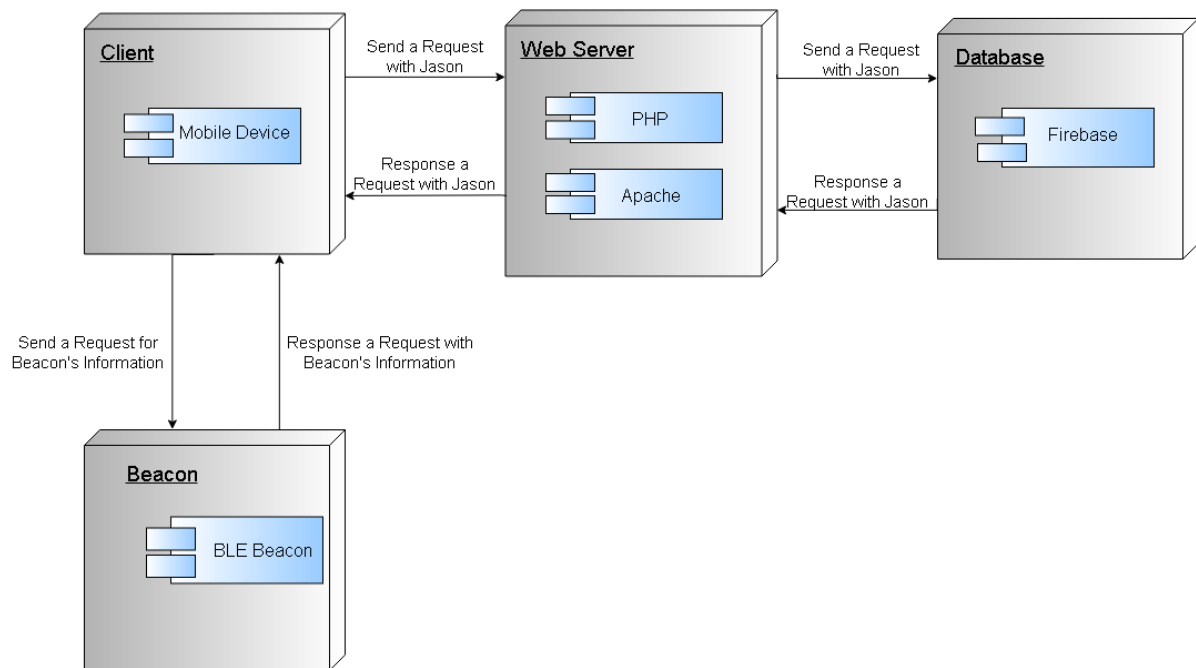 Client
Mobile Device
Send a Request
with Jason
Response a
Request with Jason
Web Server
PHP
Apache
Send a Request
with Jason
Response a
Request with Jason
Database
Firebase
Send a Request for
Beacon's Information
Response a Request with
Beacon's Information
Beacon
BLE Beacon